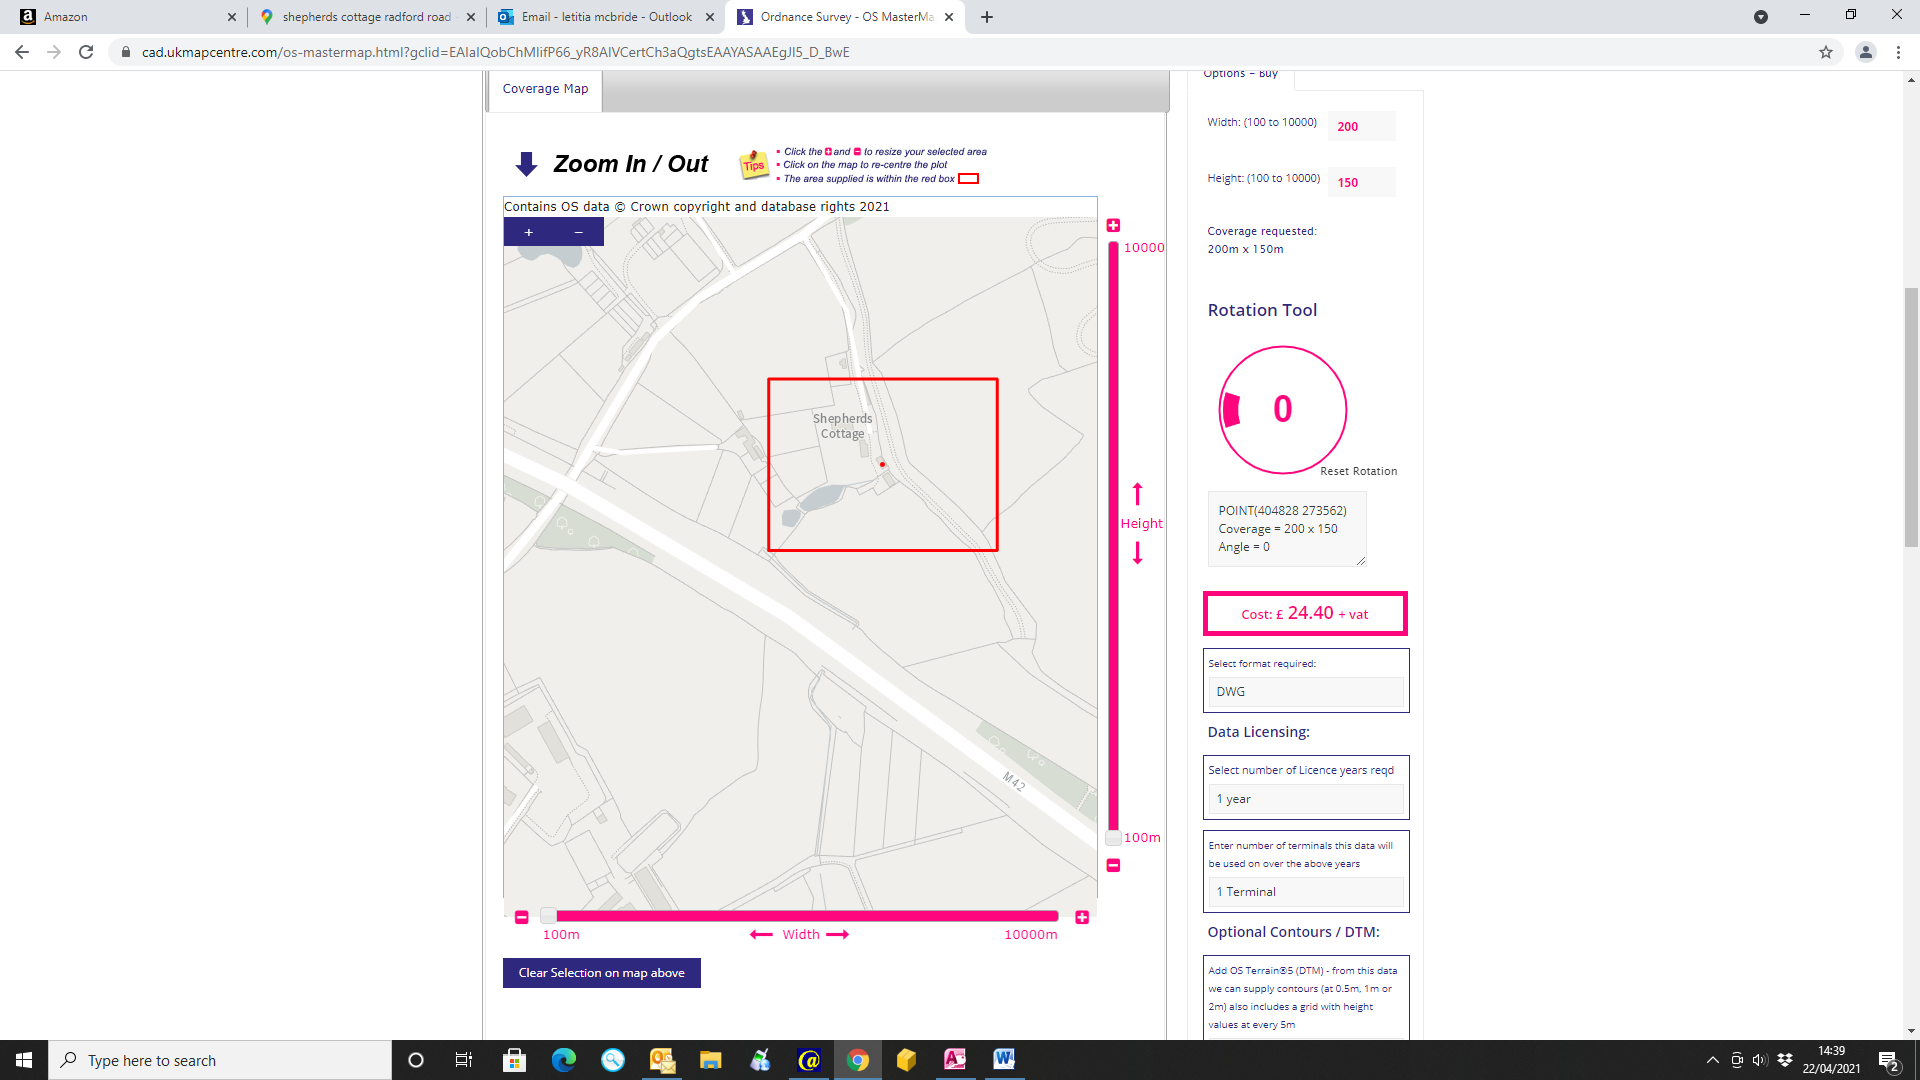 Amazon
shepherds cottage radford road
Email - letitia mcbride - Outlook
Ordnance Survey - OS MasterMa
cad.ukmapcentre.com/os-mastermap.html?gclid=EAIaIQobChMIifP66_yR8AIVCertCh3aQgtsEAAYASAAEgJI5_D_BwE
Coverage Map
Zoom In / Out
Tips
Click the + and − to resize your selected area
Click on the map to re-centre the plot
The area supplied is within the red box
Contains OS data © Crown copyright and database rights 2021
+ −
Shepherds
Cottage
M42
10000
Height
100m
100m
Width
10000m
Clear Selection on map above
Options – Buy
Width: (100 to 10000) 200
Height: (100 to 10000) 150
Coverage requested:
200m x 150m
Rotation Tool
0
Reset Rotation
POINT(404828 273562)
Coverage = 200 x 150
Angle = 0
Cost: £ 24.40 + vat
Select format required:
DWG
Data Licensing:
Select number of Licence years reqd
1 year
Enter number of terminals this data will
be used on over the above years
1 Terminal
Optional Contours / DTM:
Add OS Terrain®5 (DTM) - from this data
we can supply contours (at 0.5m, 1m or
2m) also includes a grid with height
values at every 5m
Type here to search
14:39
22/04/2021
2